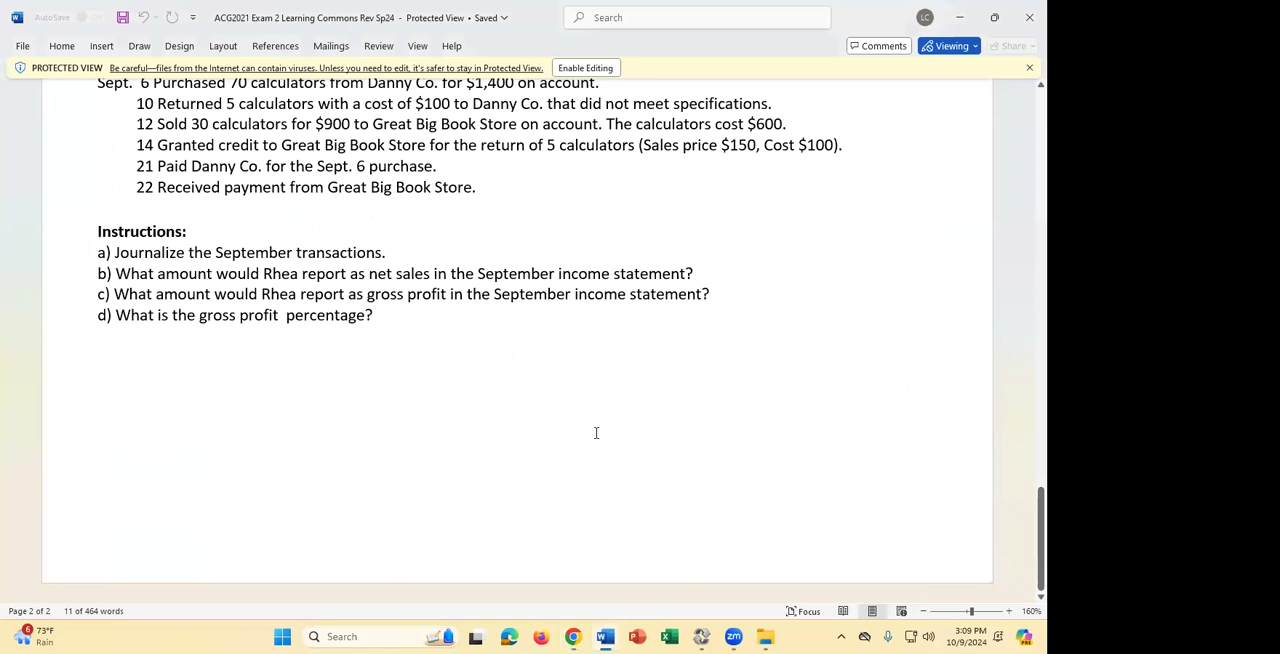 AutoSave
ACG2021 Exam 2 Learning Commons Rev Sp24 - Protected View • Saved
Search
LC
File Home Insert Draw Design Layout References Mailings Review View Help
Comments Viewing Share
PROTECTED VIEW Be careful—files from the Internet can contain viruses. Unless you need to edit, it's safer to stay in Protected View. Enable Editing
Sept. 6 Purchased 70 calculators from Danny Co. for $1,400 on account.
10 Returned 5 calculators with a cost of $100 to Danny Co. that did not meet specifications.
12 Sold 30 calculators for $900 to Great Big Book Store on account. The calculators cost $600.
14 Granted credit to Great Big Book Store for the return of 5 calculators (Sales price $150, Cost $100).
21 Paid Danny Co. for the Sept. 6 purchase.
22 Received payment from Great Big Book Store.
Instructions:
a) Journalize the September transactions.
b) What amount would Rhea report as net sales in the September income statement?
c) What amount would Rhea report as gross profit in the September income statement?
d) What is the gross profit percentage?
Page 2 of 2 11 of 464 words
Focus
160%
6
73°F
Rain
Search
zm
3:09 PM
10/9/2024